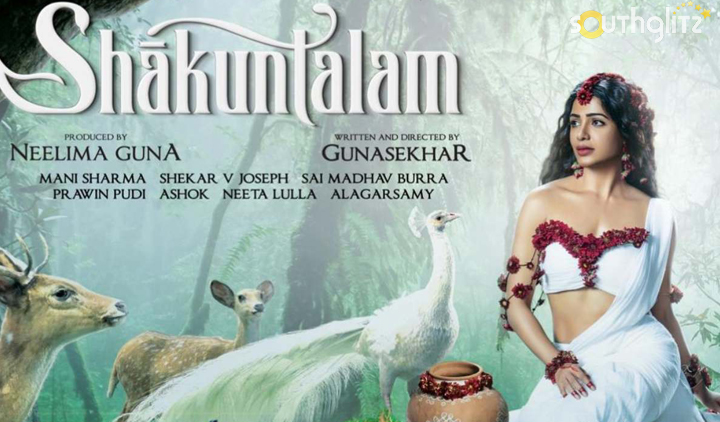 SOUTHGLITZ
Shākuntalam
PRODUCED BY
NEELIMA GUNA
WRITTEN AND DIRECTED BY
GUNASEKHAR
MANI SHARMA SHEKAR V JOSEPH SAI MADHAV BURRA
PRAWIN PUDI ASHOK NEETA LULLA ALAGARSAMY